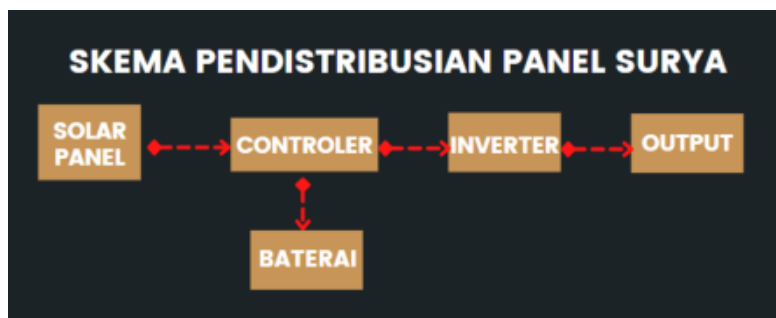 SKEMA PENDISTRIBUSIAN PANEL SURYA
SOLAR
PANEL
CONTROLER
INVERTER
OUTPUT
BATERAI